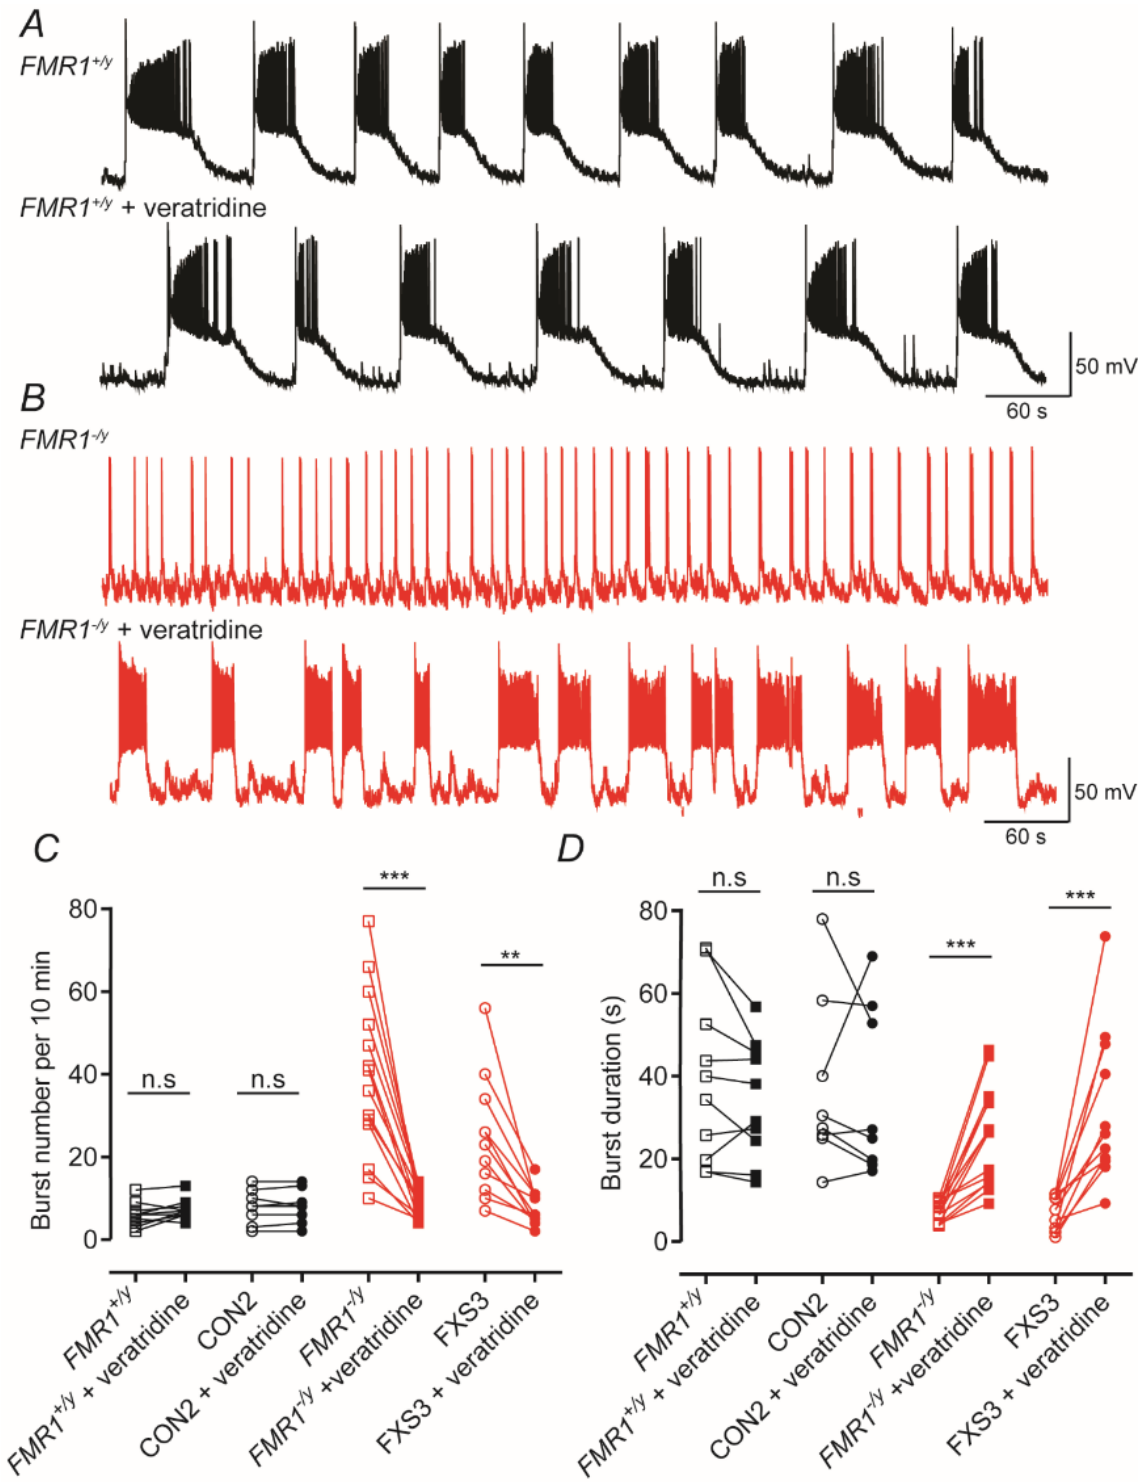 A
FMR1+/y
FMR1+/y + veratridine
50 mV
60 s
B
FMR1-/y
FMR1-/y + veratridine
50 mV
60 s
C
D
Burst number per 10 min
80
60
40
20
0
n.s
n.s
***
**
FMR1+/y
FMR1+/y + veratridine
CON2
CON2 + veratridine
FMR1-/y
FMR1-/y +veratridine
FXS3
FXS3 + veratridine
Burst duration (s)
80
60
40
20
0
n.s
n.s
***
***
FMR1+/y
FMR1+/y + veratridine
CON2
CON2 + veratridine
FMR1-/y
FMR1-/y +veratridine
FXS3
FXS3 + veratridine